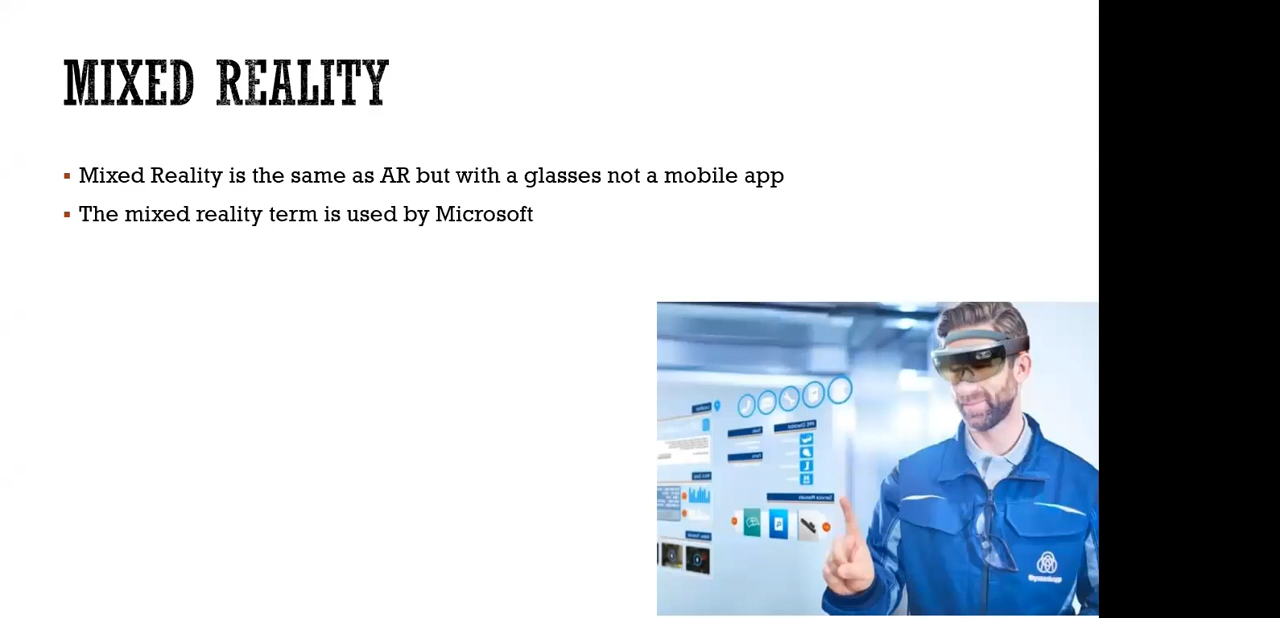 MIXED REALITY
Mixed Reality is the same as AR but with a glasses not a mobile app
The mixed reality term is used by Microsoft